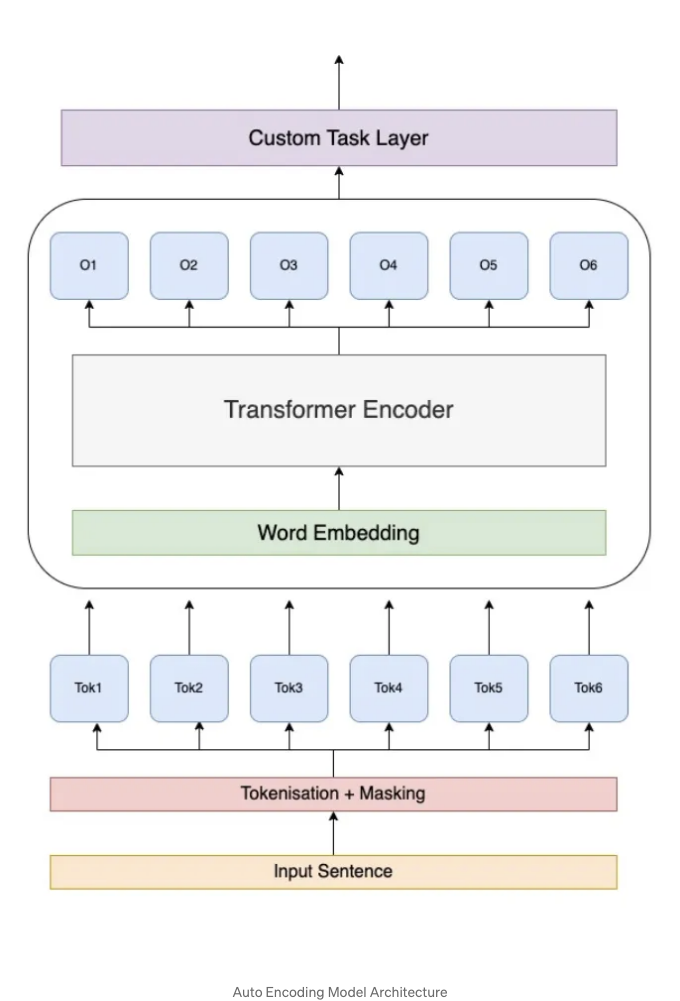 Custom Task Layer
O1 O2 O3 O4 O5 O6
Transformer Encoder
Word Embedding
Tok1 Tok2 Tok3 Tok4 Tok5 Tok6
Tokenisation + Masking
Input Sentence
Auto Encoding Model Architecture